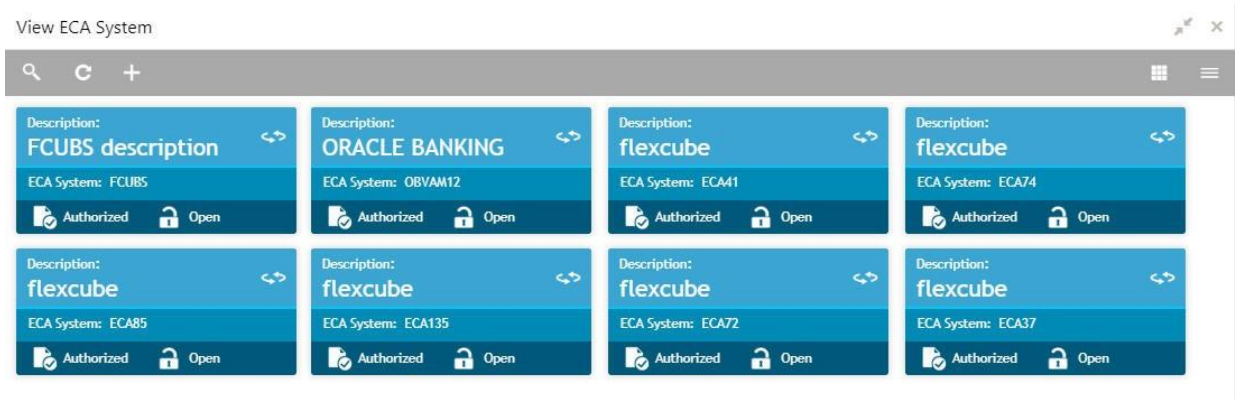 View ECA System
Description:
FCUBS description
ECA System: FCUBS
Authorized Open
Description:
ORACLE BANKING
ECA System: OBVAM12
Authorized Open
Description:
flexcube
ECA System: ECA41
Authorized Open
Description:
flexcube
ECA System: ECA74
Authorized Open
Description:
flexcube
ECA System: ECA85
Authorized Open
Description:
flexcube
ECA System: ECA135
Authorized Open
Description:
flexcube
ECA System: ECA72
Authorized Open
Description:
flexcube
ECA System: ECA37
Authorized Open